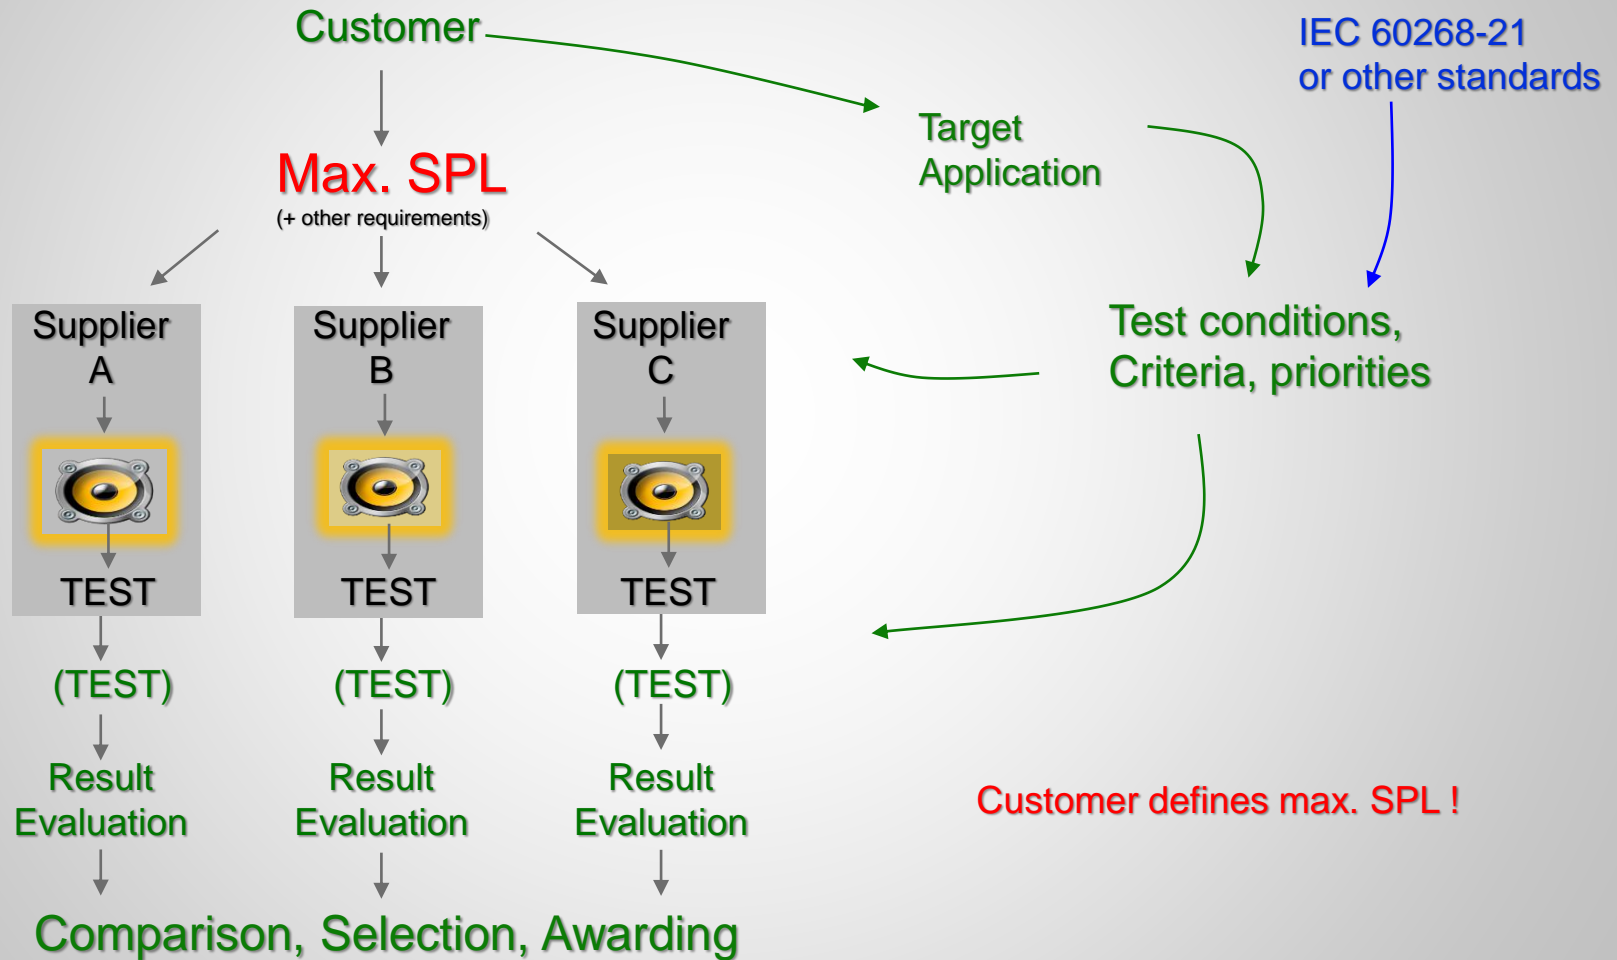 Customer
IEC 60268-21
or other standards
Target
Application
Max. SPL
(+ other requirements)
Supplier
A
Supplier
B
Supplier
C
Test conditions,
Criteria, priorities
TEST
TEST
TEST
(TEST)
(TEST)
(TEST)
Result
Evaluation
Result
Evaluation
Result
Evaluation
Customer defines max. SPL !
Comparison, Selection, Awarding